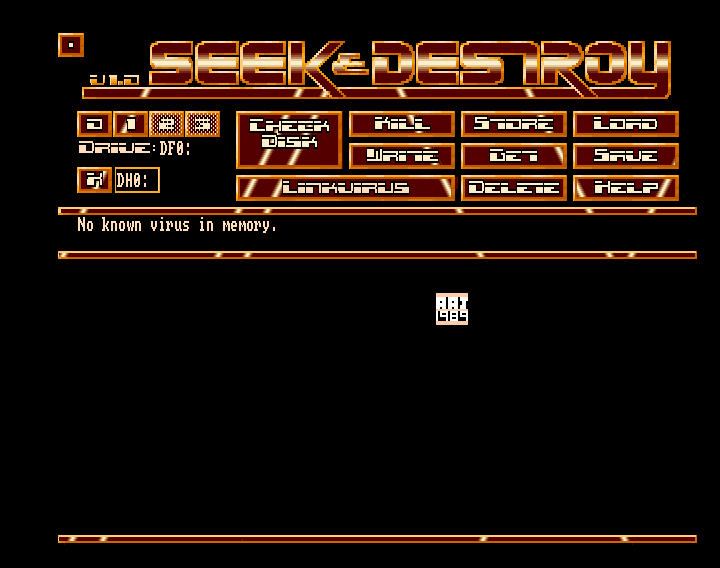 SEEK & DESTROY
V1.0
0 1 2 3
CHECK DISK KILL STORE LOAD
DRIVE: DF0:
WRITE GET SAVE
R DH0:
LINKVIRUS DELETE HELP
No known virus in memory.